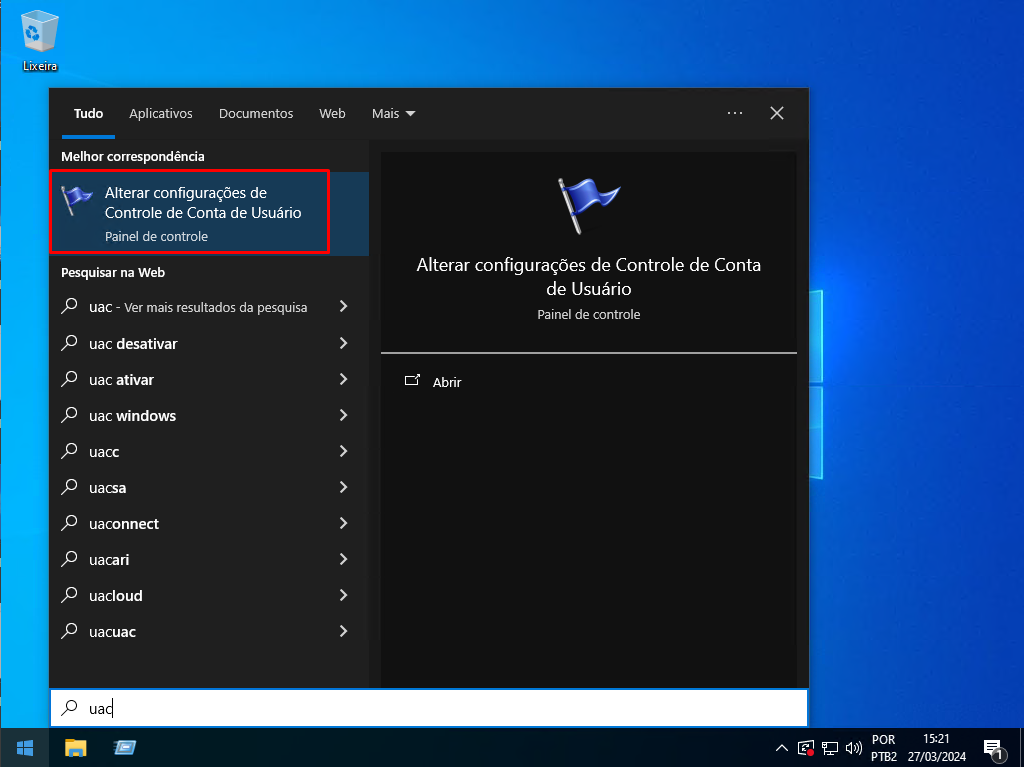 Lixeira
Tudo Aplicativos Documentos Web Mais
Melhor correspondência
Alterar configurações de
Controle de Conta de Usuário
Painel de controle
Pesquisar na Web
uac - Ver mais resultados da pesquisa
uac desativar
uac ativar
uac windows
uacc
uacsa
uaconnect
uacari
uacloud
uacuac
Alterar configurações de Controle de Conta
de Usuário
Painel de controle
Abrir
uac
POR
PTB2
15:21
27/03/2024
1